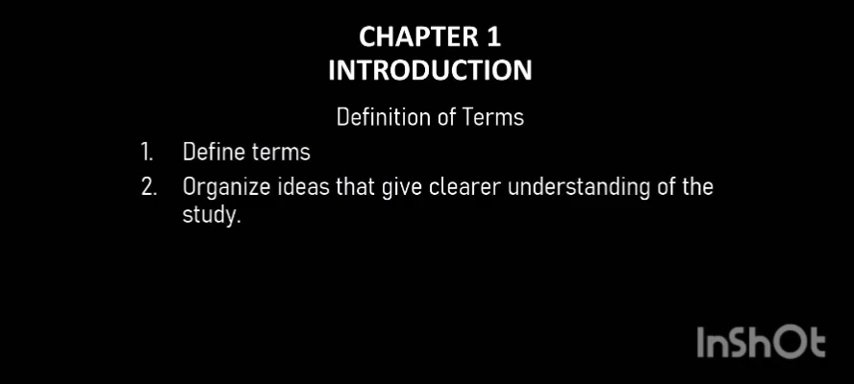 CHAPTER 1
INTRODUCTION
Definition of Terms
1. Define terms
2. Organize ideas that give clearer understanding of the
study.
InShOt